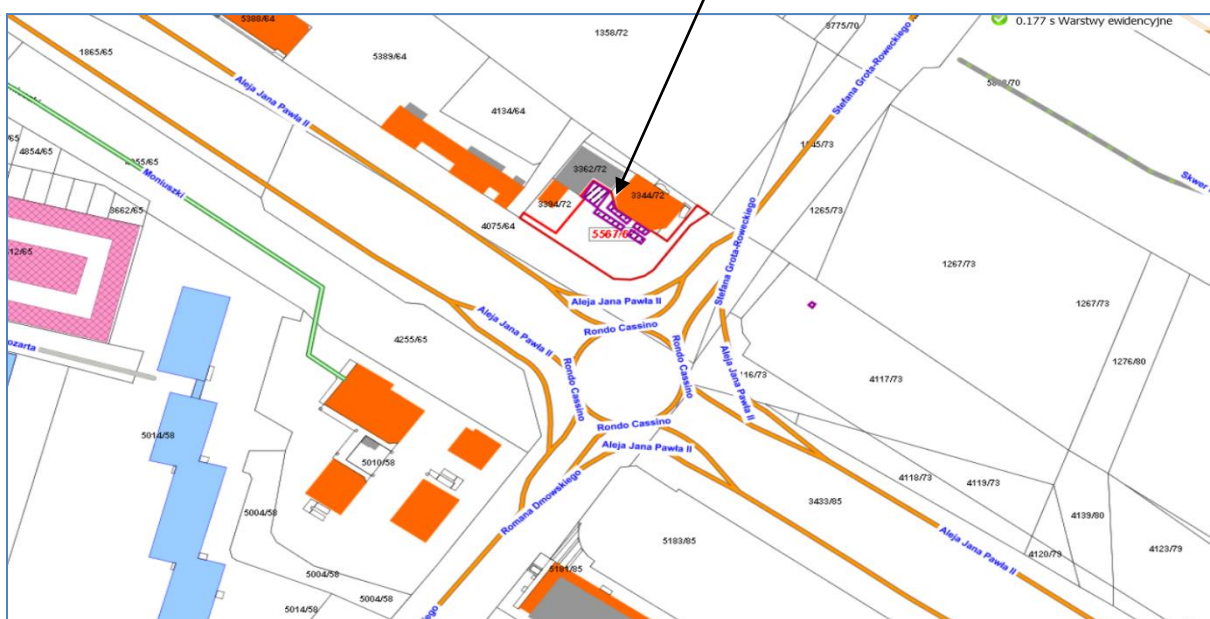 5388/64
0.177 s Warstwy ewidencyjne
1358/72
3775/70
1865/65
5389/64
Stefana Grota-Roweckiego
Aleja Jana Pawła II
4134/64
4854/65
Moniuszki
3362/72
3344/72
3384/72
Skwer
3662/65
4075/64
1265/73
5567/6
1267/73
Stefana Grota-Roweckiego
1267/73
Aleja Jana Pawła II
Rondo Cassino
Aleja Jana Pawła II
Rondo Cassino
Rondo Cassino
Aleja Jana Pawła II
4255/65
1276/80
4117/73
Rondo Cassino
Aleja Jana Pawła II
5014/58
5010/58
Romana Dmowskiego
4118/73
4119/73
3433/85
5004/58
4139/80
Aleja Jana Pawła II
5183/85
4120/79
4123/79
5004/58
5181/85
5014/58
5004/58